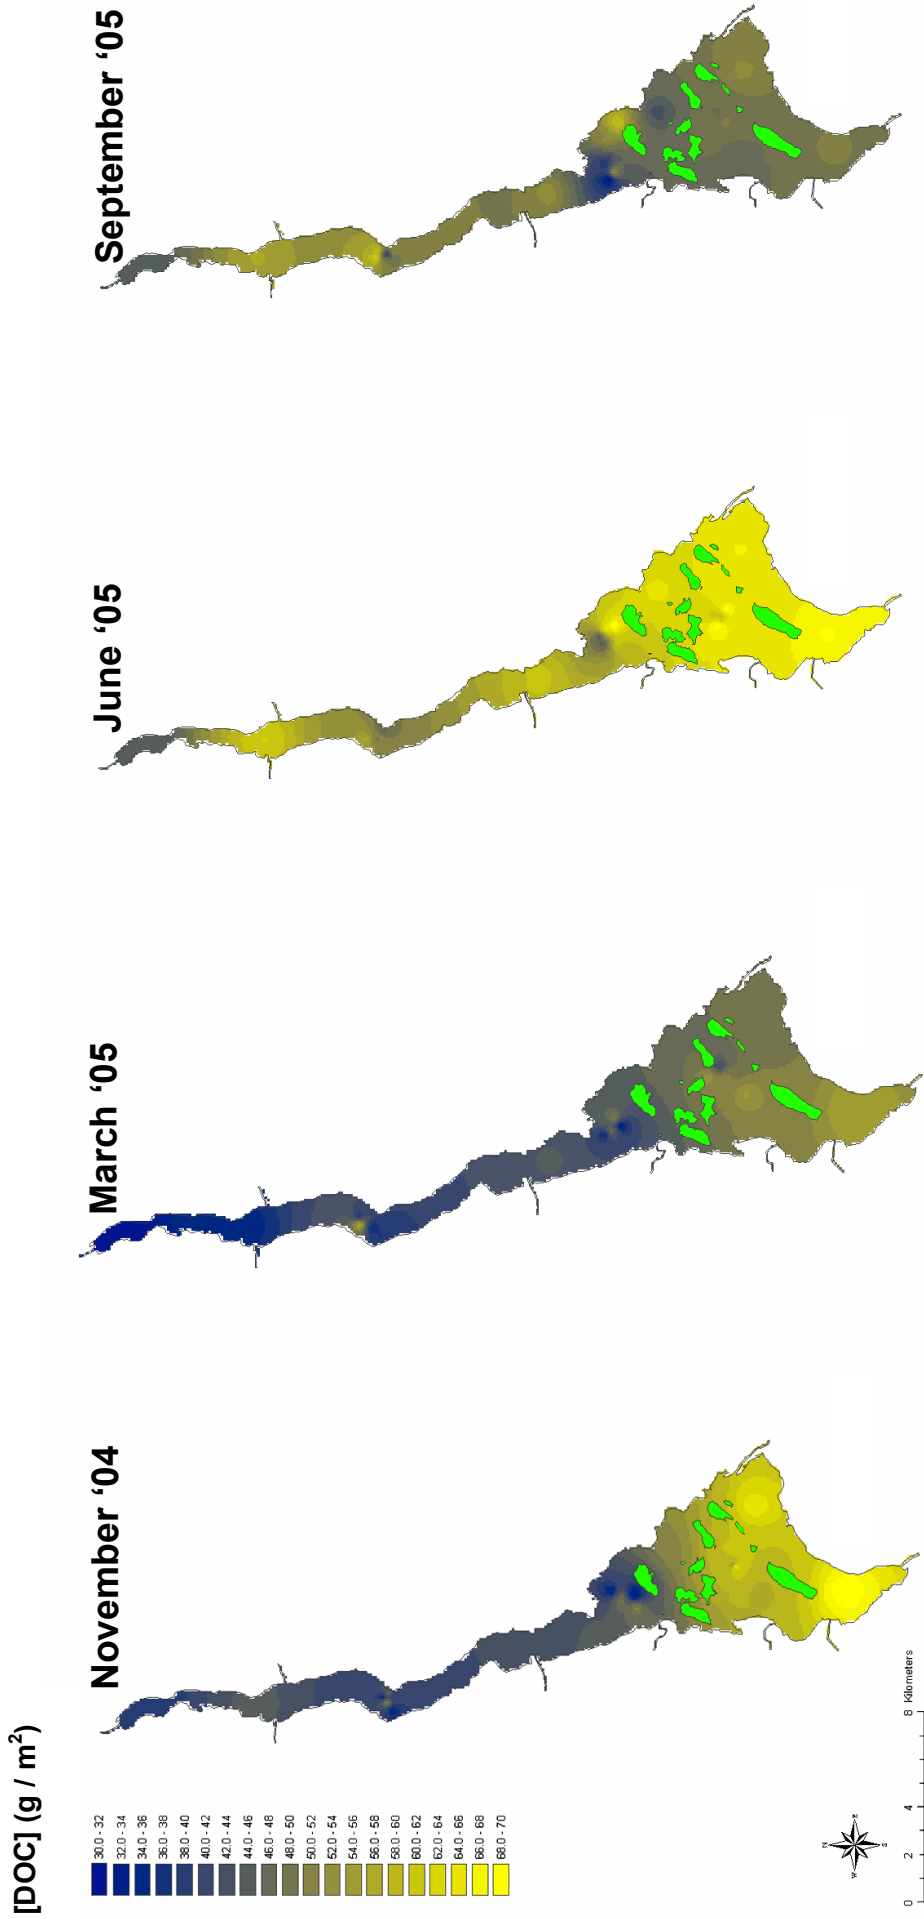 [DOC] (g / m²)
November ‘04
March ‘05
June ‘05
September ‘05
30.0 - 32
32.0 - 34
34.0 - 36
36.0 - 38
38.0 - 40
40.0 - 42
42.0 - 44
44.0 - 46
46.0 - 48
48.0 - 50
50.0 - 52
52.0 - 54
54.0 - 56
56.0 - 58
58.0 - 60
60.0 - 62
62.0 - 64
64.0 - 66
66.0 - 68
68.0 - 70
N
W E
S
0 2 4 8 Kilometers